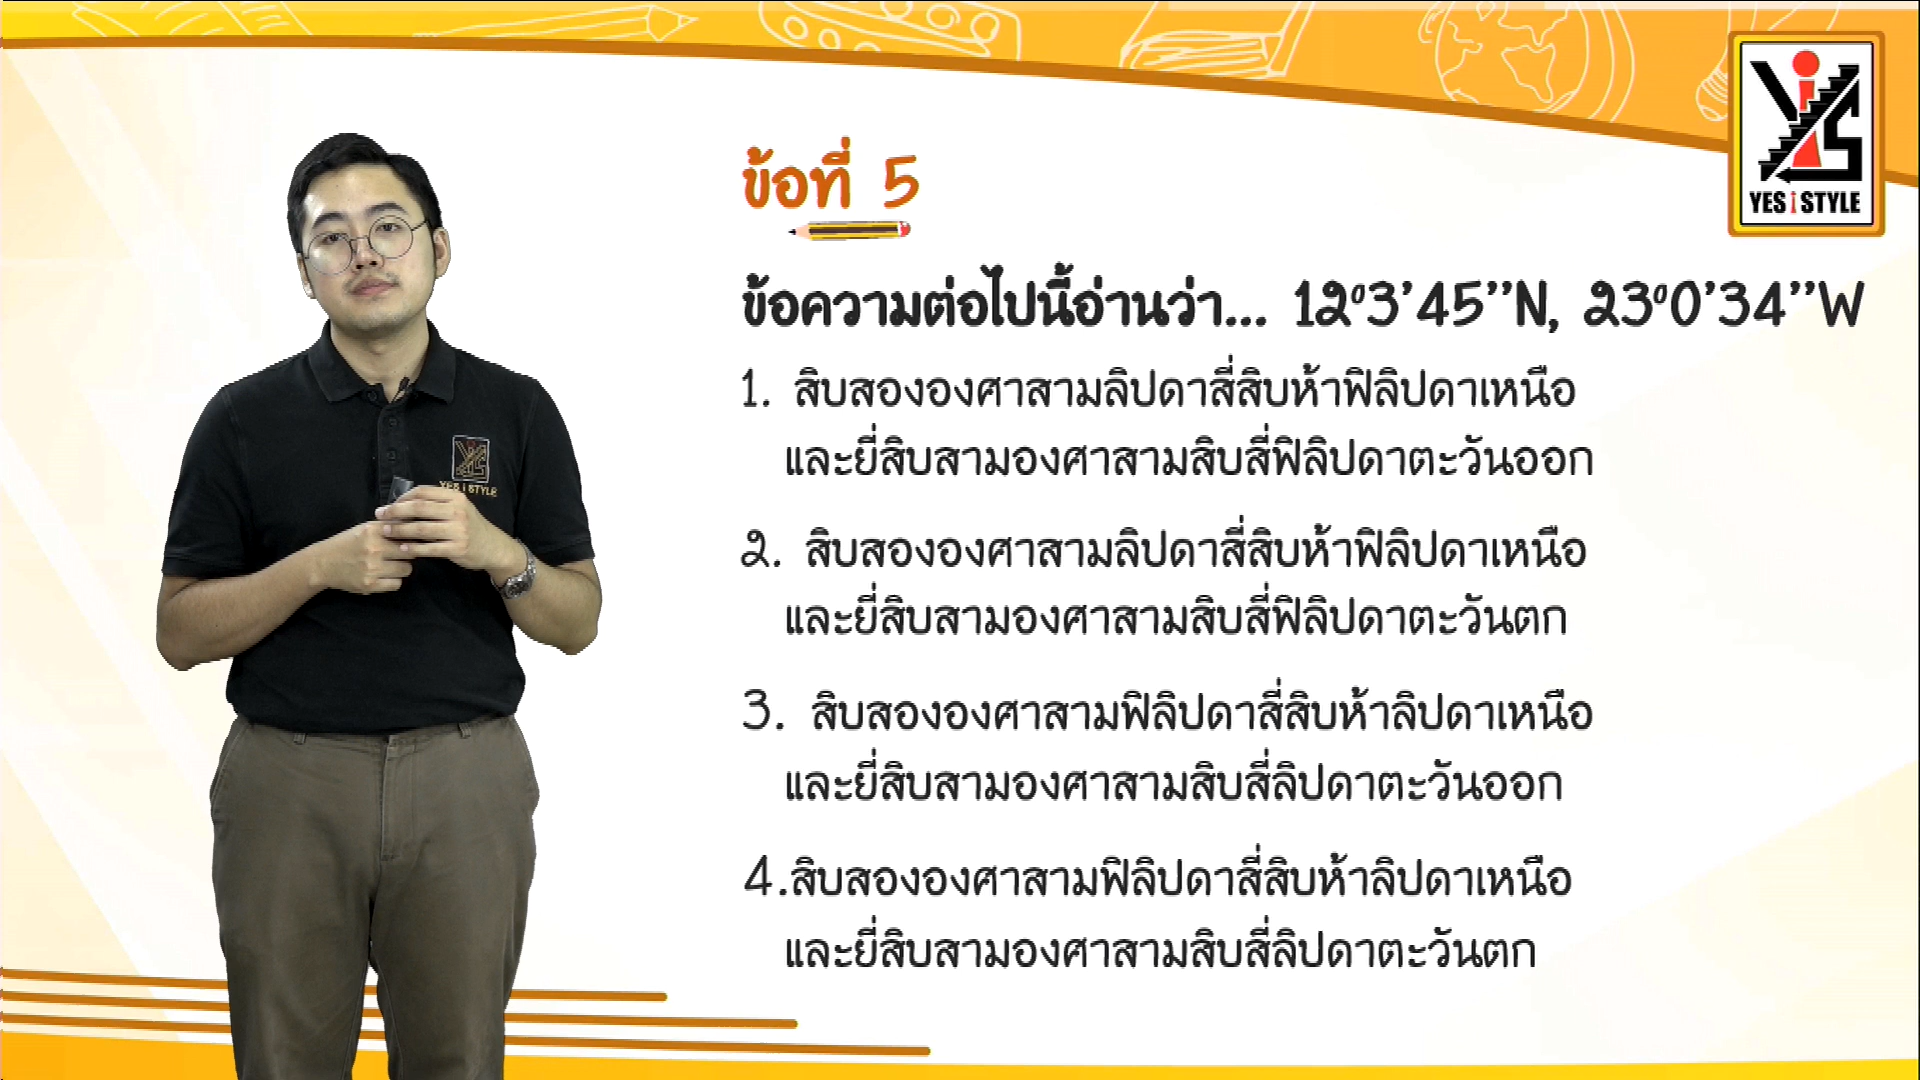 YES i STYLE
ข้อที่ 5
ข้อความต่อไปนี้อ่านว่า... 12⁰3’45’’N, 23⁰0’34’’W
1. สิบสององศาสามลิปดาสี่สิบห้าฟิลิปดาเหนือ
และยี่สิบสามองศาสามสิบสี่ฟิลิปดาตะวันออก
2. สิบสององศาสามลิปดาสี่สิบห้าฟิลิปดาเหนือ
และยี่สิบสามองศาสามสิบสี่ฟิลิปดาตะวันตก
3. สิบสององศาสามฟิลิปดาสี่สิบห้าลิปดาเหนือ
และยี่สิบสามองศาสามสิบสี่ลิปดาตะวันออก
4.สิบสององศาสามฟิลิปดาสี่สิบห้าลิปดาเหนือ
และยี่สิบสามองศาสามสิบสี่ลิปดาตะวันตก
YES i STYLE